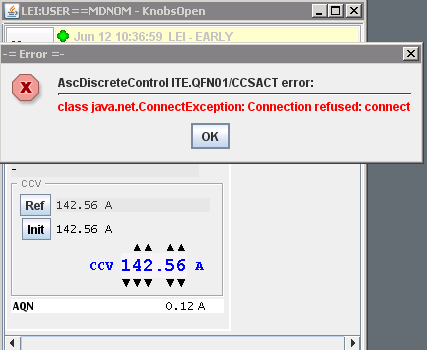 LEI:USER==MDNOM - KnobsOpen
Jun 12 10:36:59 LEI - EARLY
-= Error =-
AscDiscreteControl ITE.QFN01/CCSACT error:
class java.net.ConnectException: Connection refused: connect
OK
-
CCV
Ref 142.56 A
Init 142.56 A
CCV 142.56 A
AQN 0.12 A